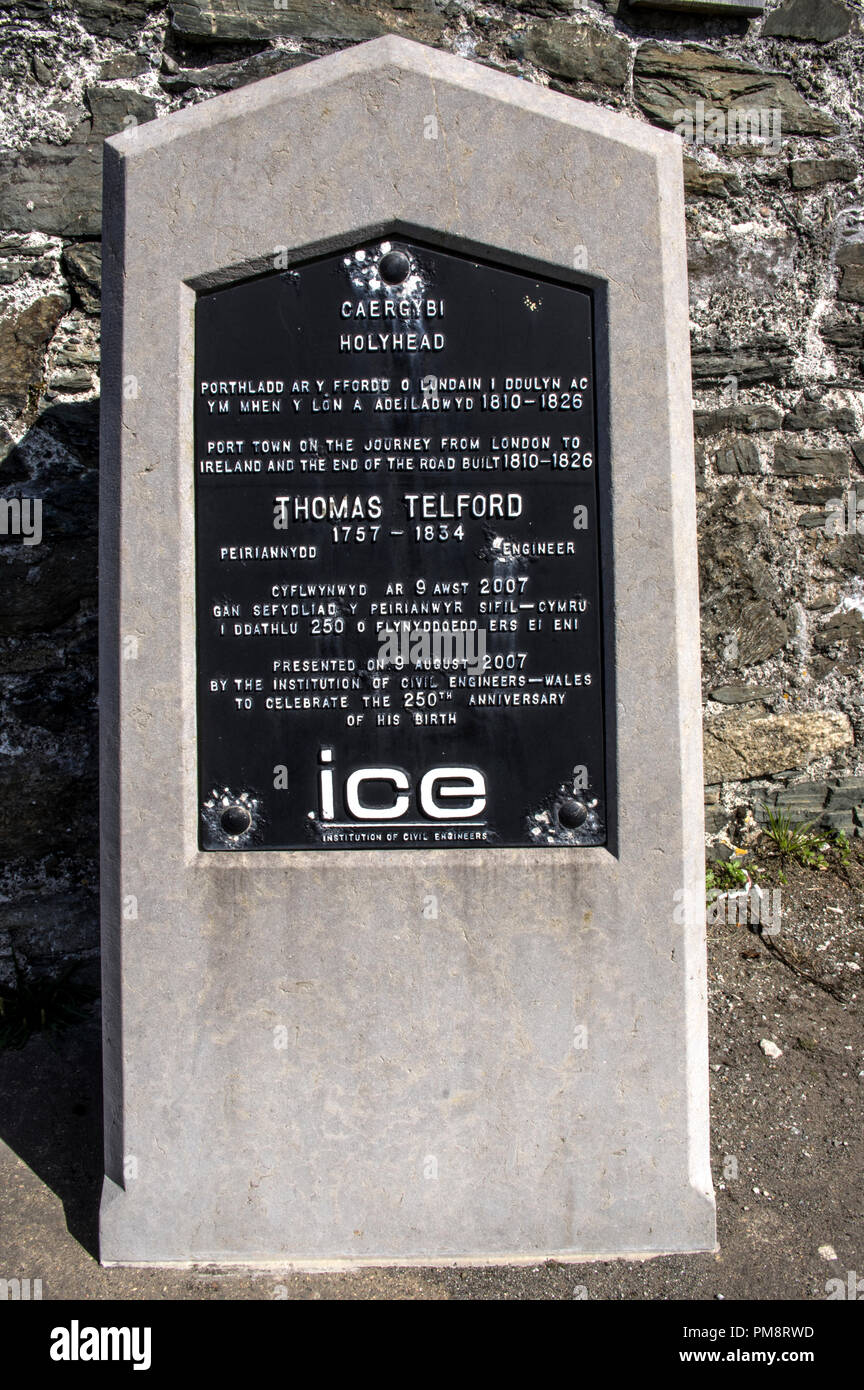 CAERGYBI
HOLYHEAD
PORTHLADD AR Y FFORDD O LUNDAIN I DDULYN AC
YM MHEN Y LON A ADEILADWYD 1810-1826
PORT TOWN ON THE JOURNEY FROM LONDON TO
IRELAND AND THE END OF THE ROAD BUILT 1810-1826
THOMAS TELFORD
1757 - 1834
PEIRIANNYDD ENGINEER
CYFLWYNWYD AR 9 AWST 2007
GAN SEFYDLIAD Y PEIRIANWYR SIFIL-CYMRU
I DDATHLU 250 O FLYNYDDOEDD ERS EI ENI
PRESENTED ON 9 AUGUST 2007
BY THE INSTITUTION OF CIVIL ENGINEERS-WALES
TO CELEBRATE THE 250TH ANNIVERSARY
OF HIS BIRTH
ice
INSTITUTION OF CIVIL ENGINEERS
a
alamy
Image ID: PM8RWD
www.alamy.com